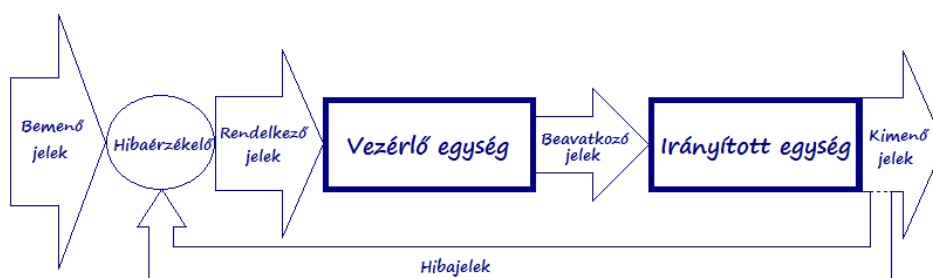 Bemenő
jelek
Hibaérzékelő
Rendelkező
jelek
Vezérlő egység
Beavatkozó
jelek
Irányított egység
Kimenő
jelek
Hibajelek